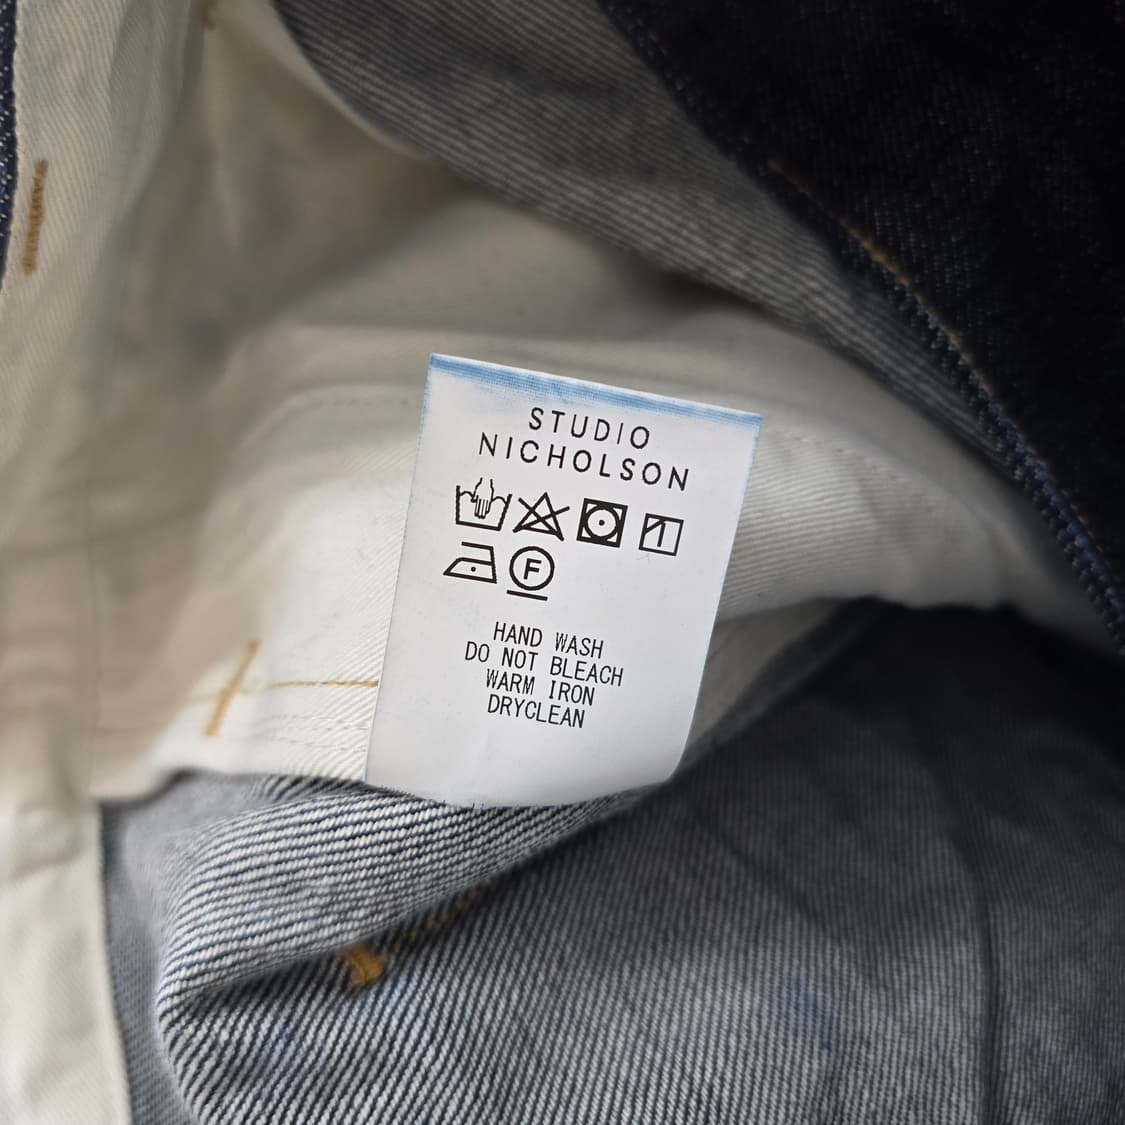 STUDIO
NICHOLSON
F
HAND WASH
DO NOT BLEACH
WARM IRON
DRYCLEAN